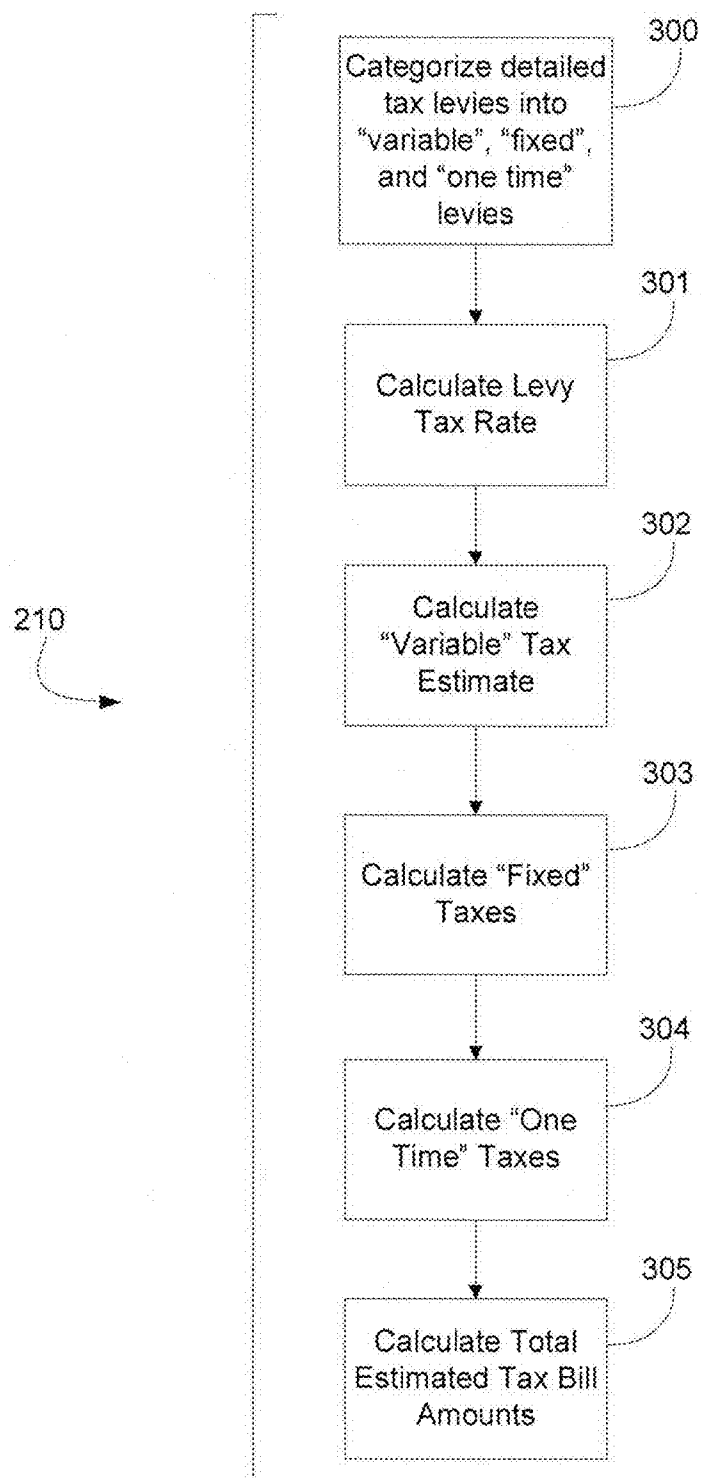 300
Categorize detailed
tax levies into
“variable”, “fixed”,
and “one time”
levies
301
Calculate Levy
Tax Rate
302
Calculate
“Variable” Tax
Estimate
210
303
Calculate “Fixed”
Taxes
304
Calculate “One
Time” Taxes
305
Calculate Total
Estimated Tax Bill
Amounts